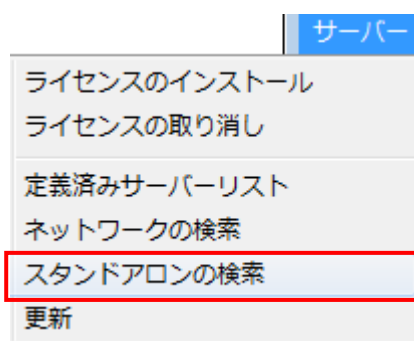 サーバー
ライセンスのインストール
ライセンスの取り消し
定義済みサーバーリスト
ネットワークの検索
スタンドアロンの検索
更新